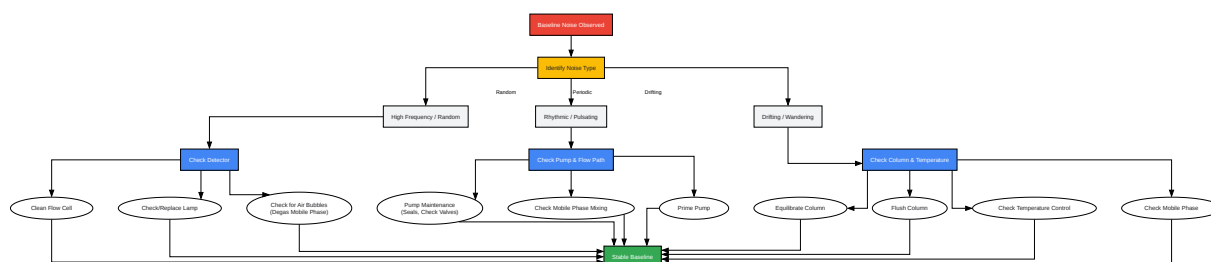 Baseline Noise Observed
Identify Noise Type
Random
Periodic
Drifting
High Frequency / Random
Rhythmic / Pulsating
Drifting / Wandering
Check Detector
Check Pump & Flow Path
Check Column & Temperature
Clean Flow Cell
Check/Replace Lamp
Check for Air Bubbles
(Degas Mobile Phase)
Pump Maintenance
(Seals, Check Valves)
Check Mobile Phase Mixing
Prime Pump
Equilibrate Column
Flush Column
Check Temperature Control
Check Mobile Phase
Stable Baseline